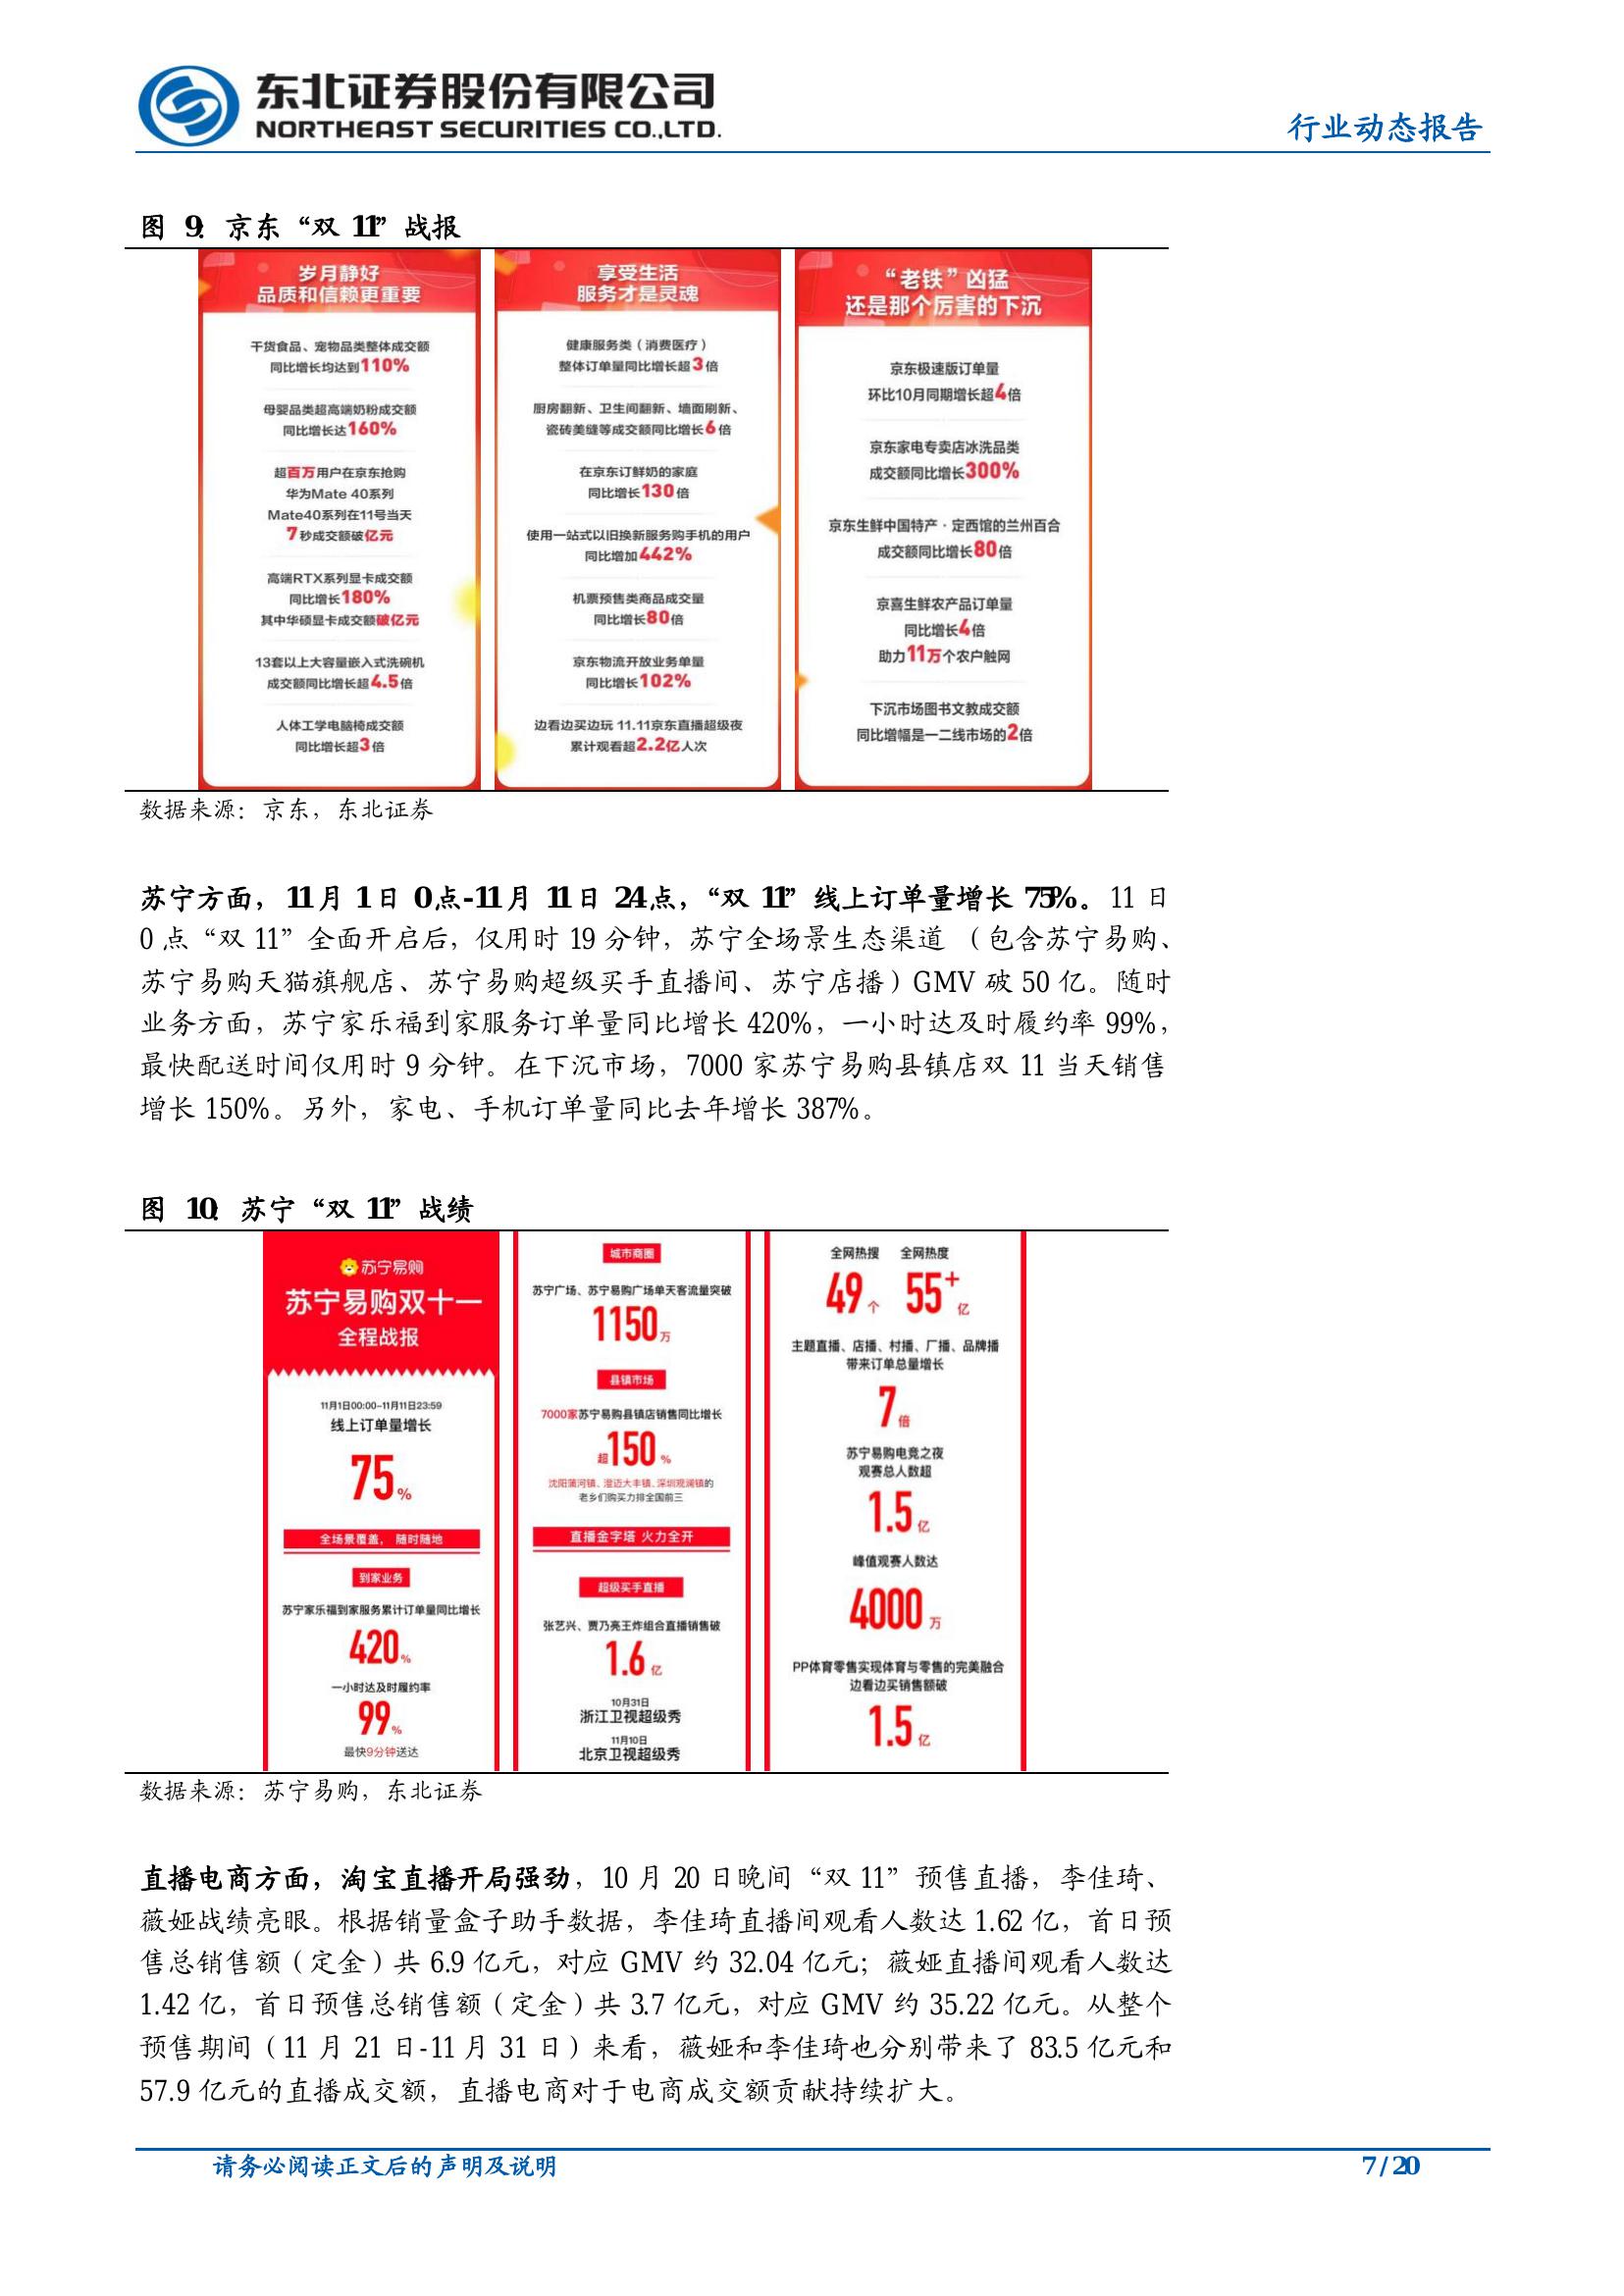 东北证券股份有限公司
NORTHEAST SECURITIES CO.,LTD.
行业动态报告
图 9：京东“双 11”战报
岁月静好
品质和信赖更重要
干货食品、宠物品类整体成交额
同比增长均达到110%
母婴品类超高端奶粉成交额
同比增长达160%
超百万用户在京东抢购
华为Mate 40系列
Mate40系列在11号当天
7秒成交额破亿元
高端RTX系列显卡成交额
同比增长180%
其中华硕显卡成交额破亿元
13套以上大容量嵌入式洗碗机
成交额同比增长超4.5倍
人体工学电脑椅成交额
同比增长超3倍
享受生活
服务才是灵魂
健康服务类（消费医疗）
整体订单量同比增长超3倍
厨房翻新、卫生间翻新、墙面刷新、
瓷砖美缝等成交额同比增长6倍
在京东订鲜奶的家庭
同比增长130倍
使用一站式以旧换新服务购手机的用户
同比增加442%
机票预售类商品成交量
同比增长80倍
京东物流开放业务单量
同比增长102%
边看边买边玩 11.11京东直播超级夜
累计观看超2.2亿人次
“老铁”凶猛
还是那个厉害的下沉
京东极速版订单量
环比10月同期增长超4倍
京东家电专卖店冰洗品类
成交额同比增长300%
京东生鲜中国特产·定西馆的兰州百合
成交额同比增长80倍
京喜生鲜农产品订单量
同比增长4倍
助力11万个农户触网
下沉市场图书文教成交额
同比增幅是一二线市场的2倍
数据来源：京东，东北证券
苏宁方面，11 月 1 日 0 点-11 月 11 日 24 点，“双 11”线上订单量增长 75%。11 日
0 点“双 11”全面开启后，仅用时 19 分钟，苏宁全场景生态渠道 （包含苏宁易购、
苏宁易购天猫旗舰店、苏宁易购超级买手直播间、苏宁店播）GMV 破 50 亿。随时
业务方面，苏宁家乐福到家服务订单量同比增长 420%，一小时达及时履约率 99%，
最快配送时间仅用时 9 分钟。在下沉市场，7000 家苏宁易购县镇店双 11 当天销售
增长 150%。另外，家电、手机订单量同比去年增长 387%。
图 10：苏宁“双 11”战绩
苏宁易购
苏宁易购双十一
全程战报
11月1日00:00-11月11日23:59
线上订单量增长
75%
全场景覆盖，随时随地
到家业务
苏宁家乐福到家服务累计订单量同比增长
420%
一小时达及时履约率
99%
最快9分钟送达
城市商圈
苏宁广场、苏宁易购广场单天客流量突破
1150万
县镇市场
7000家苏宁易购县镇店销售同比增长
超150%
沈阳蒲河镇、澄迈大丰镇、深圳观澜镇的
老乡们购买力排全国前三
直播金字塔 火力全开
超级买手直播
张艺兴、贾乃亮王炸组合直播销售破
1.6亿
10月31日
浙江卫视超级秀
11月10日
北京卫视超级秀
全网热搜 全网热度
49个 55+亿
主题直播、店播、村播、厂播、品牌播
带来订单总量增长
7倍
苏宁易购电竞之夜
观赛总人数超
1.5亿
峰值观赛人数达
4000万
PP体育零售实现体育与零售的完美融合
边看边买销售额破
1.5亿
数据来源：苏宁易购，东北证券
直播电商方面，淘宝直播开局强劲，10 月 20 日晚间“双 11”预售直播，李佳琦、
薇娅战绩亮眼。根据销量盒子助手数据，李佳琦直播间观看人数达 1.62 亿，首日预
售总销售额（定金）共 6.9 亿元，对应 GMV 约 32.04 亿元；薇娅直播间观看人数达
1.42 亿，首日预售总销售额（定金）共 3.7 亿元，对应 GMV 约 35.22 亿元。从整个
预售期间（11 月 21 日-11 月 31 日）来看，薇娅和李佳琦也分别带来了 83.5 亿元和
57.9 亿元的直播成交额，直播电商对于电商成交额贡献持续扩大。
请务必阅读正文后的声明及说明
7 / 20